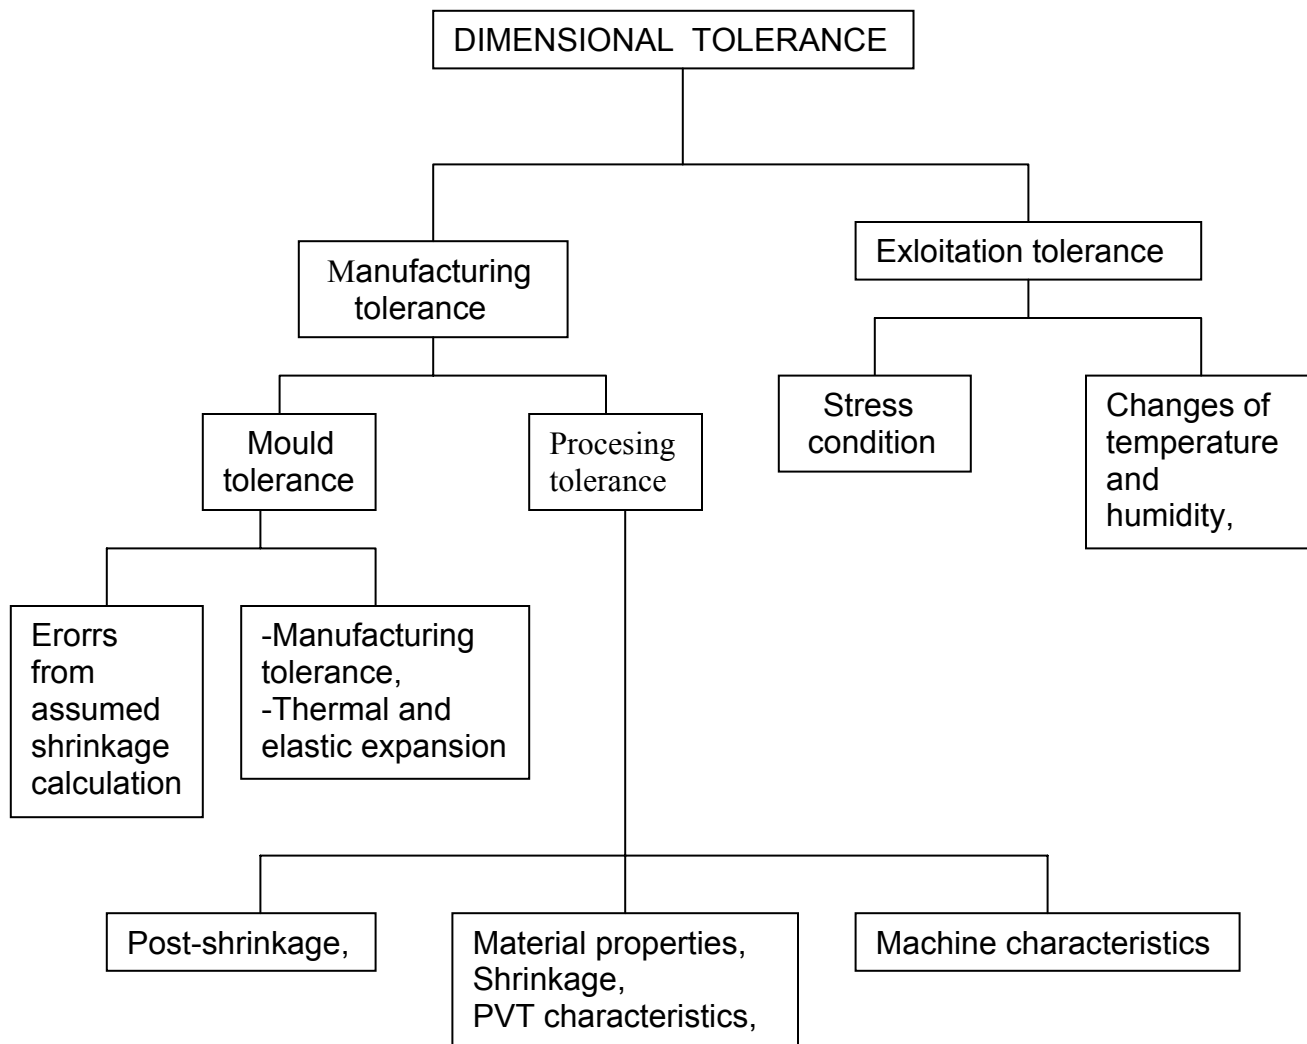 DIMENSIONAL TOLERANCE
Manufacturing
tolerance
Exloitation tolerance
Mould
tolerance
Procesing
tolerance
Stress
condition
Changes of
temperature
and
humidity,
Erorrs
from
assumed
shrinkage
calculation
-Manufacturing
tolerance,
-Thermal and
elastic expansion
Post-shrinkage,
Material properties,
Shrinkage,
PVT characteristics,
Machine characteristics